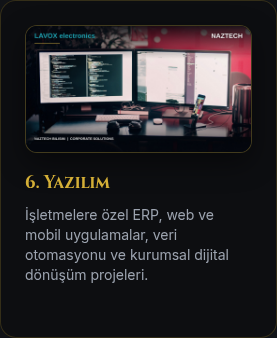 LAVOX electronics.
NAZTECH
NAZTECH-BILISIM | CORPORATE SOLUTIONS
6. YAZILIM
İşletmelere özel ERP, web ve
mobil uygulamalar, veri
otomasyonu ve kurumsal dijital
dönüşüm projeleri.